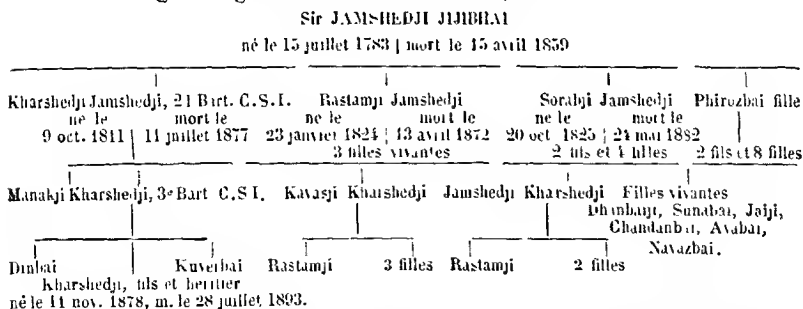 Sir JAMSHEDJI JIJIBHAI
né le 15 juillet 1783 | mort le 15 avril 1859
Kharshedji Jamshedji, 2d Bart. C.S.I. Rastamji Jamshedji Sorabji Jamshedji Phirozbai fille
né le mort le né le mort le né le mort le
9 oct. 1811 11 juillet 1877 23 janvier 1824 13 avril 1872 20 oct 1825 24 mai 1882
3 filles vivantes 2 fils et 4 filles 2 fils et 8 filles
Manakji Kharshedji, 3e Bart C.S.I. Kavasji Kharshedji Jamshedji Kharshedji Filles vivantes
Dhunbaiji, Sunabai, Jaiji,
Chandanbai, Avabai,
Navazbai.
Dinbai Kuverbai Rastamji 3 filles Rastamji 2 filles
Kharshedji, fils et héritier
né le 11 nov. 1878, m. le 28 juillet 1893.